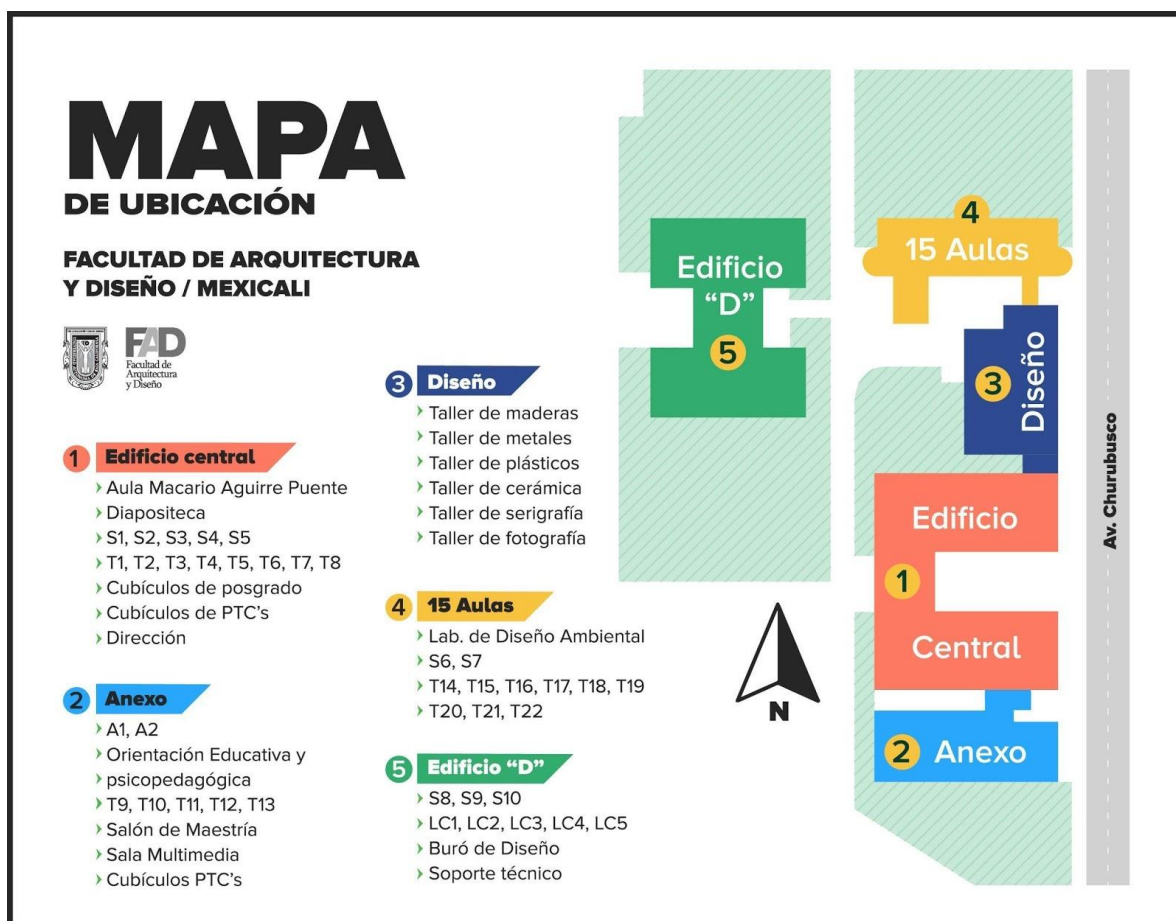 MAPA
DE UBICACIÓN
FACULTAD DE ARQUITECTURA
Y DISEÑO / MEXICALI
FAD
Facultad de
Arquitectura
y Diseño
1 Edificio central
Aula Macario Aguirre Puente
Diapositeca
S1, S2, S3, S4, S5
T1, T2, T3, T4, T5, T6, T7, T8
Cubículos de posgrado
Cubículos de PTC’s
Dirección
2 Anexo
A1, A2
Orientación Educativa y
psicopedagógica
T9, T10, T11, T12, T13
Salón de Maestría
Sala Multimedia
Cubículos PTC’s
3 Diseño
Taller de maderas
Taller de metales
Taller de plásticos
Taller de cerámica
Taller de serigrafía
Taller de fotografía
4 15 Aulas
Lab. de Diseño Ambiental
S6, S7
T14, T15, T16, T17, T18, T19
T20, T21, T22
5 Edificio “D”
S8, S9, S10
LC1, LC2, LC3, LC4, LC5
Buró de Diseño
Soporte técnico
Edificio
“D”
5
4
15 Aulas
3
Diseño
Edificio
1
Central
2 Anexo
Av. Churubusco
N